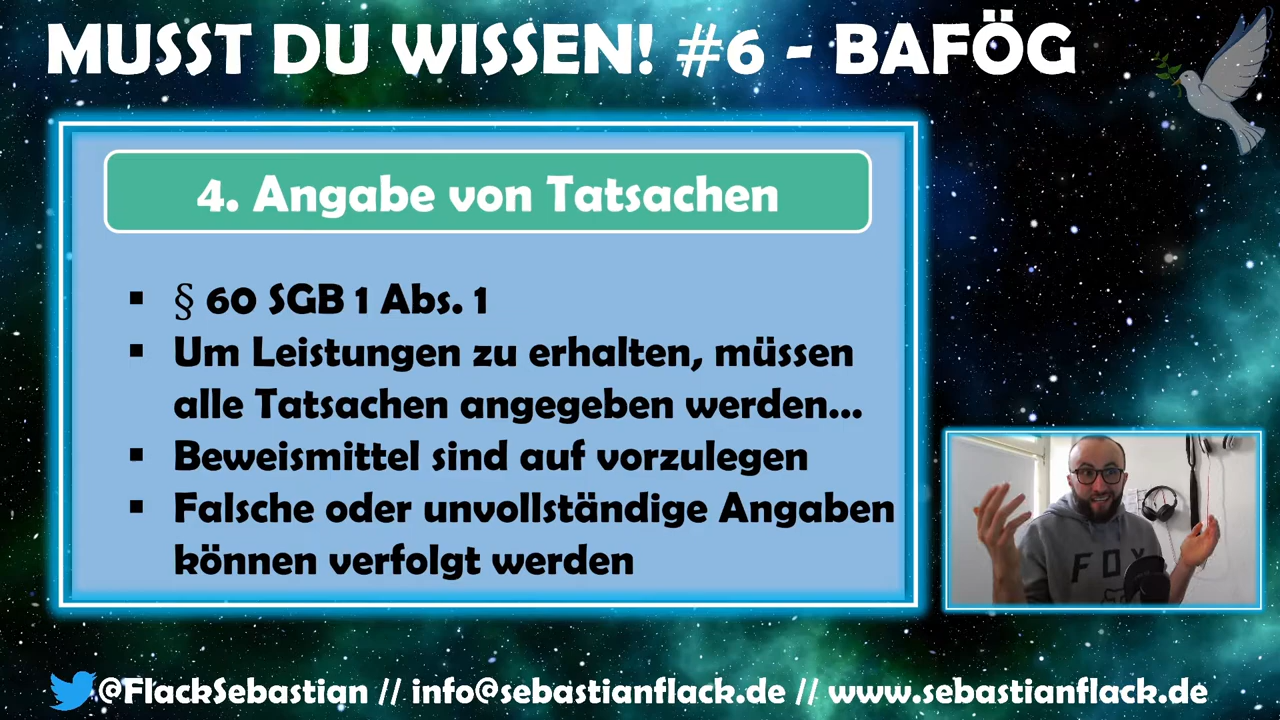 MUSST DU WISSEN! #6 - BAFÖG
4. Angabe von Tatsachen
▪ § 60 SGB 1 Abs. 1
▪ Um Leistungen zu erhalten, müssen
alle Tatsachen angegeben werden...
▪ Beweismittel sind auf vorzulegen
▪ Falsche oder unvollständige Angaben
können verfolgt werden
FOX
@FlackSebastian // info@sebastianflack.de // www.sebastianflack.de